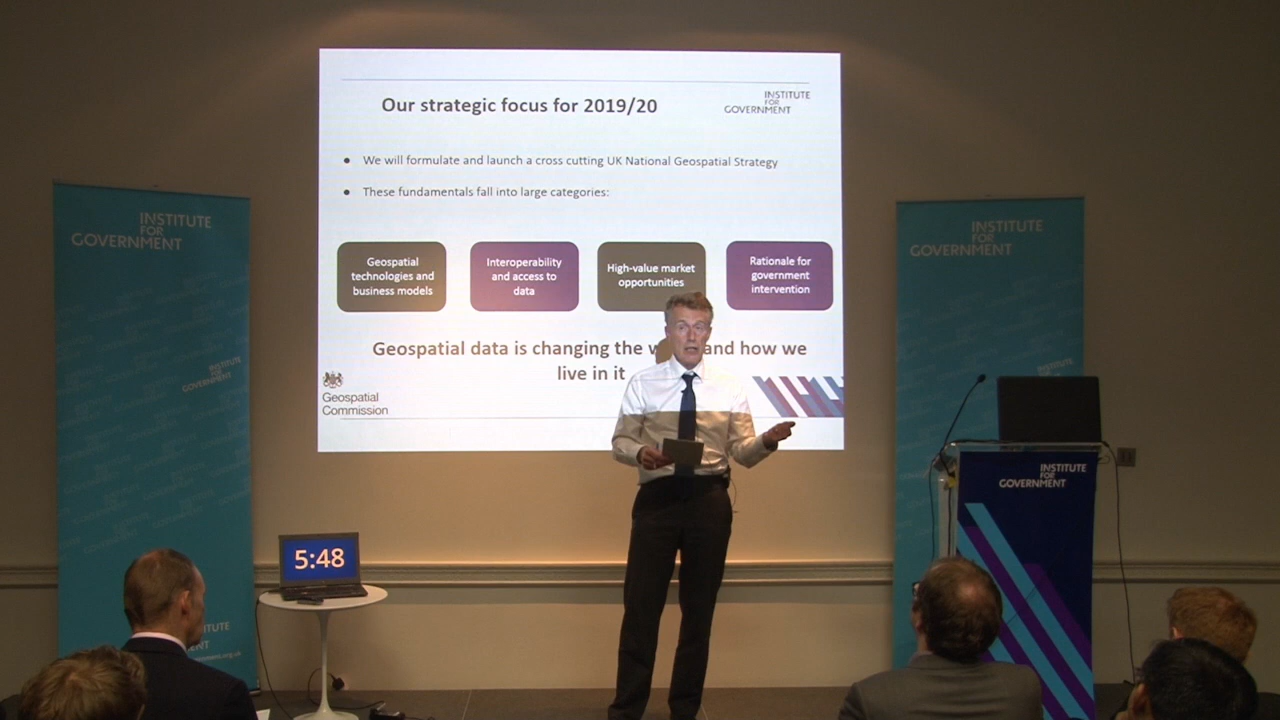 Our strategic focus for 2019/20
INSTITUTE
FOR
GOVERNMENT
We will formulate and launch a cross cutting UK National Geospatial Strategy
These fundamentals fall into large categories:
Geospatial
technologies and
business models
Interoperability
and access to
data
High-value market
opportunities
Rationale for
government
intervention
Geospatial data is changing the w and how we
live in it
Geospatial
Commission
INSTITUTE
FOR
GOVERNMENT
INSTITUTE
FOR
GOVERNMENT
INSTITUTE
FOR
GOVERNMENT
INSTITUTE
FOR
GOVERNMENT
5:48